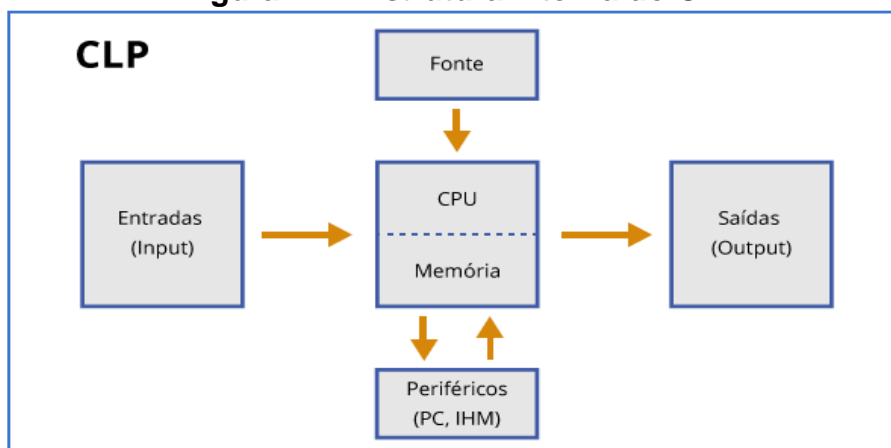 CLP
Fonte
Entradas
(Input)
CPU
Memória
Saídas
(Output)
Periféricos
(PC, IHM)